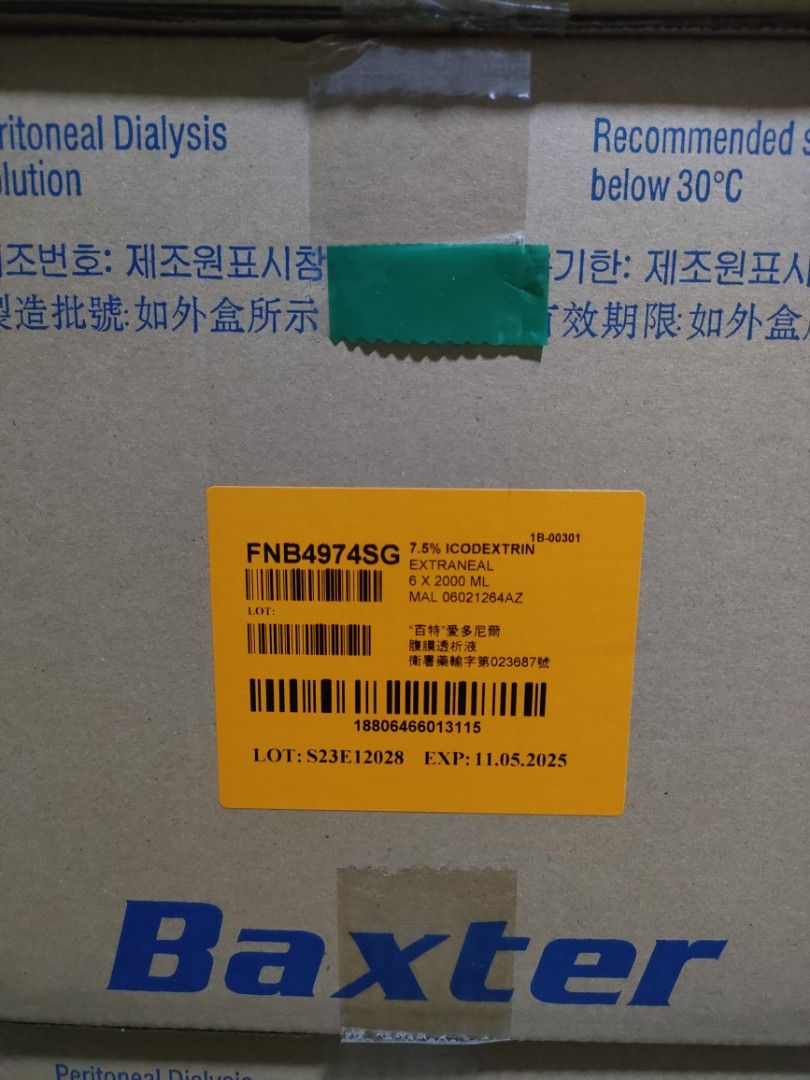 ritoneal Dialysis
lution
Recommended s
below 30°C
조번호: 제조원표시참
기한: 제조원표시
製造批號:如外盒所示
有效期限:如外盒
FNB4974SG
1B-00301
7.5% ICODEXTRIN
EXTRANEAL
6 X 2000 ML
MAL 06021264AZ
LOT:
"百特"愛多尼爾
腹膜透析液
衛署藥輸字第023687號
18806466013115
LOT: S23E12028 EXP: 11.05.2025
Baxter
Peritoneal Dialysis